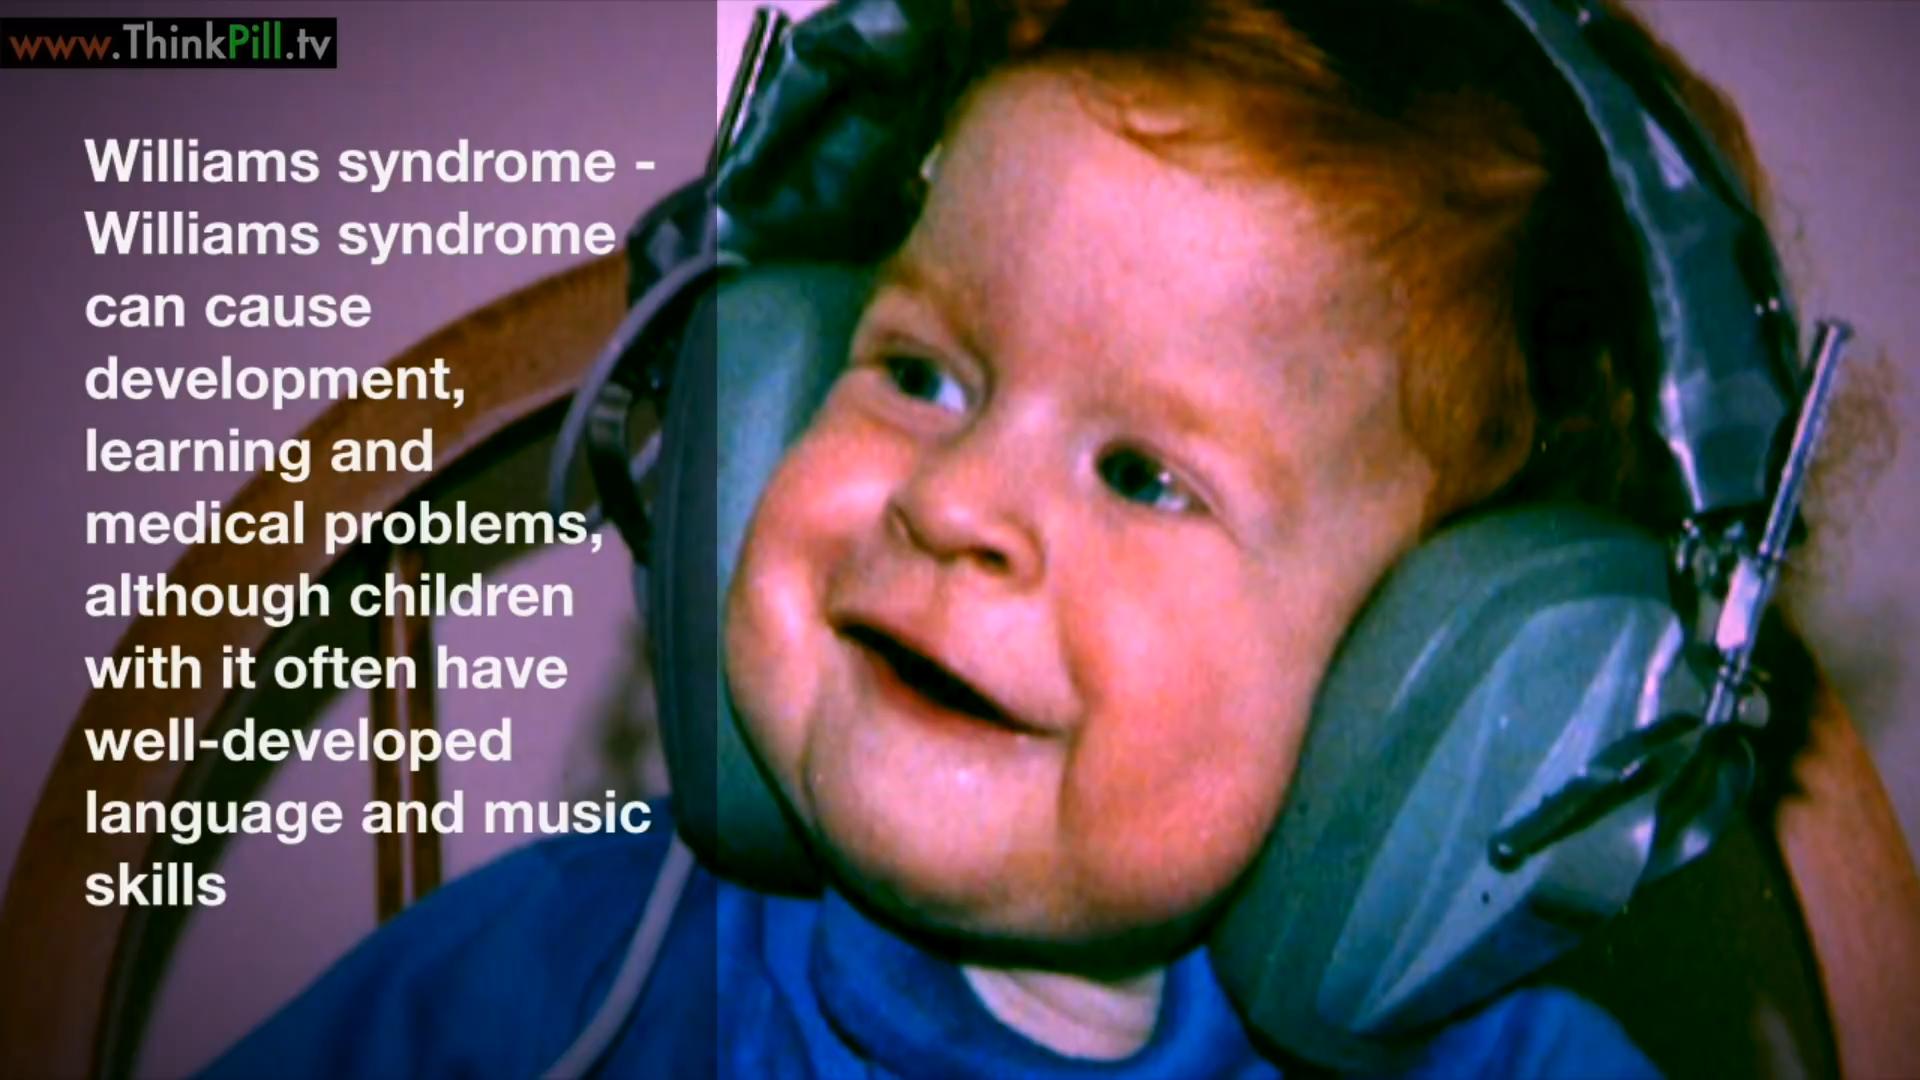 www.ThinkPill.tv
Williams syndrome -
Williams syndrome
can cause
development,
learning and
medical problems,
although children
with it often have
well-developed
language and music
skills